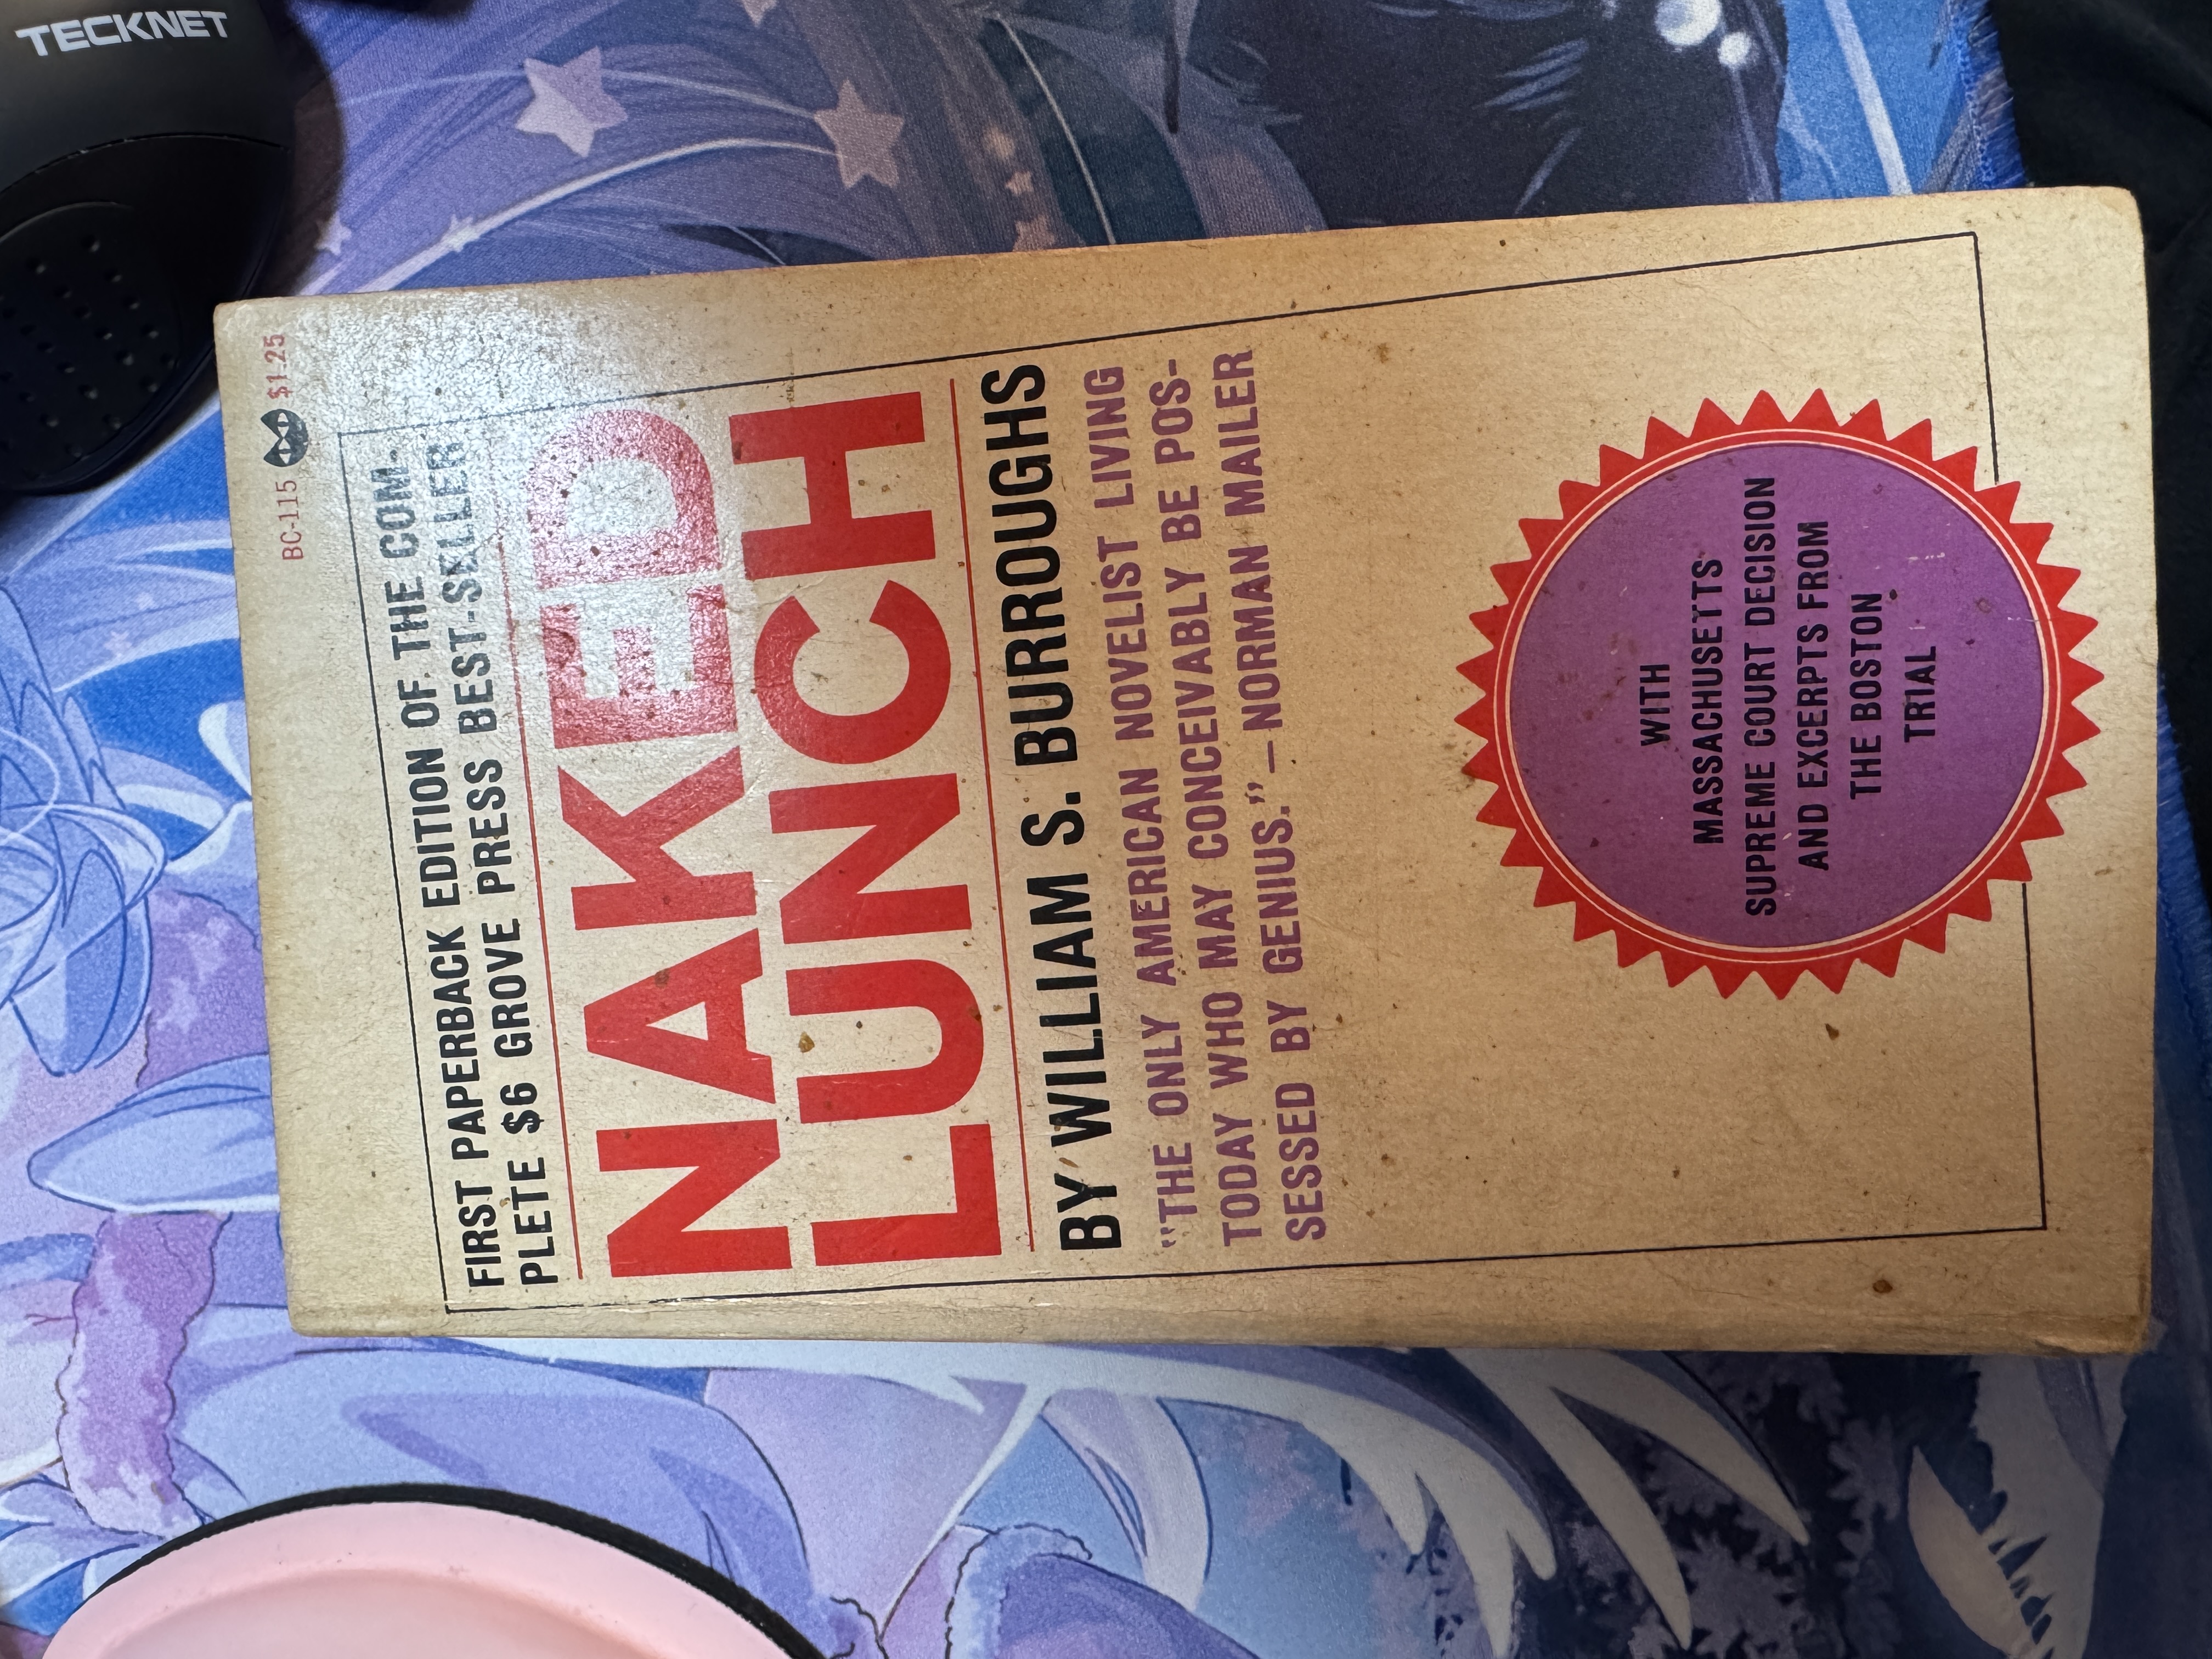 TECKNET
BC-115 $1.25
FIRST PAPERBACK EDITION OF THE COM-
PLETE $6 GROVE PRESS BEST-SELLER
NAKED
LUNCH
BY WILLIAM S. BURROUGHS
"THE ONLY AMERICAN NOVELIST LIVING
TODAY WHO MAY CONCEIVABLY BE POS-
SESSED BY GENIUS."—NORMAN MAILER
WITH
MASSACHUSETTS
SUPREME COURT DECISION
AND EXCERPTS FROM
THE BOSTON
TRIAL